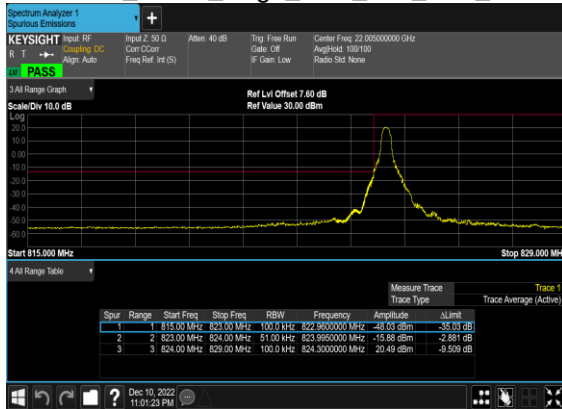 Spectrum Analyzer 1
Spurious Emissions
+
KEYSIGHT Input: RF Input Z: 50 Ω Atten: 40 dB Trig: Free Run Center Freq: 22.005000000 GHz
R T Coupling: DC Corr CCorr Gate: Off Avg|Hold: 100/100
Align: Auto Freq Ref: Int (S) IF Gain: Low Radio Std: None
PASS
3 All Range Graph Ref Lvl Offset 7.60 dB
Scale/Div 10.0 dB Ref Value 30.00 dBm
Log
20.0
10.0
0.00
-10.0
-20.0
-30.0
-40.0
-50.0
-60.0
Start 815.000 MHz Stop 829.000 MHz
4 All Range Table
Measure Trace Trace 1
Trace Type Trace Average (Active)
Spur Range Start Freq Stop Freq RBW Frequency Amplitude ΔLimit
1 1 815.00 MHz 823.00 MHz 100.0 kHz 822.9600000 MHz -48.03 dBm -35.03 dB
2 2 823.00 MHz 824.00 MHz 51.00 kHz 823.9950000 MHz -15.88 dBm -2.881 dB
3 3 824.00 MHz 829.00 MHz 100.0 kHz 824.3000000 MHz 20.49 dBm -9.509 dB
? Dec 10, 2022
11:01:23 PM